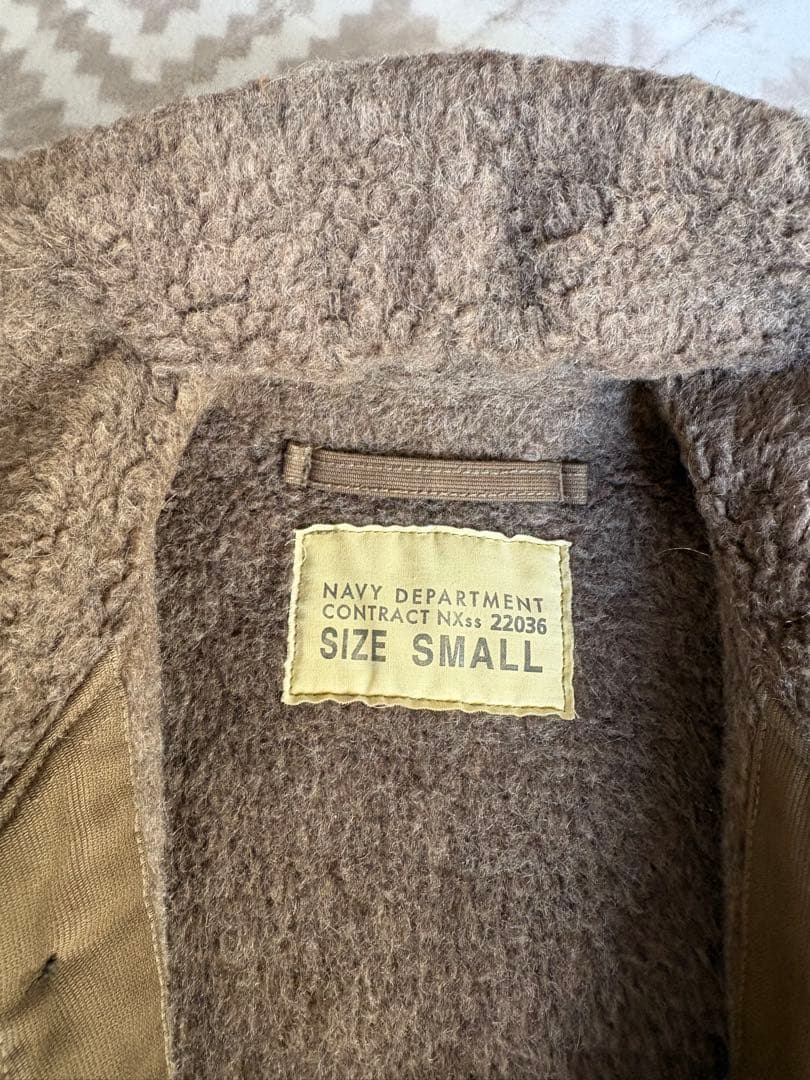 NAVY DEPARTMENT
CONTRACT NXss 22036
SIZE SMALL